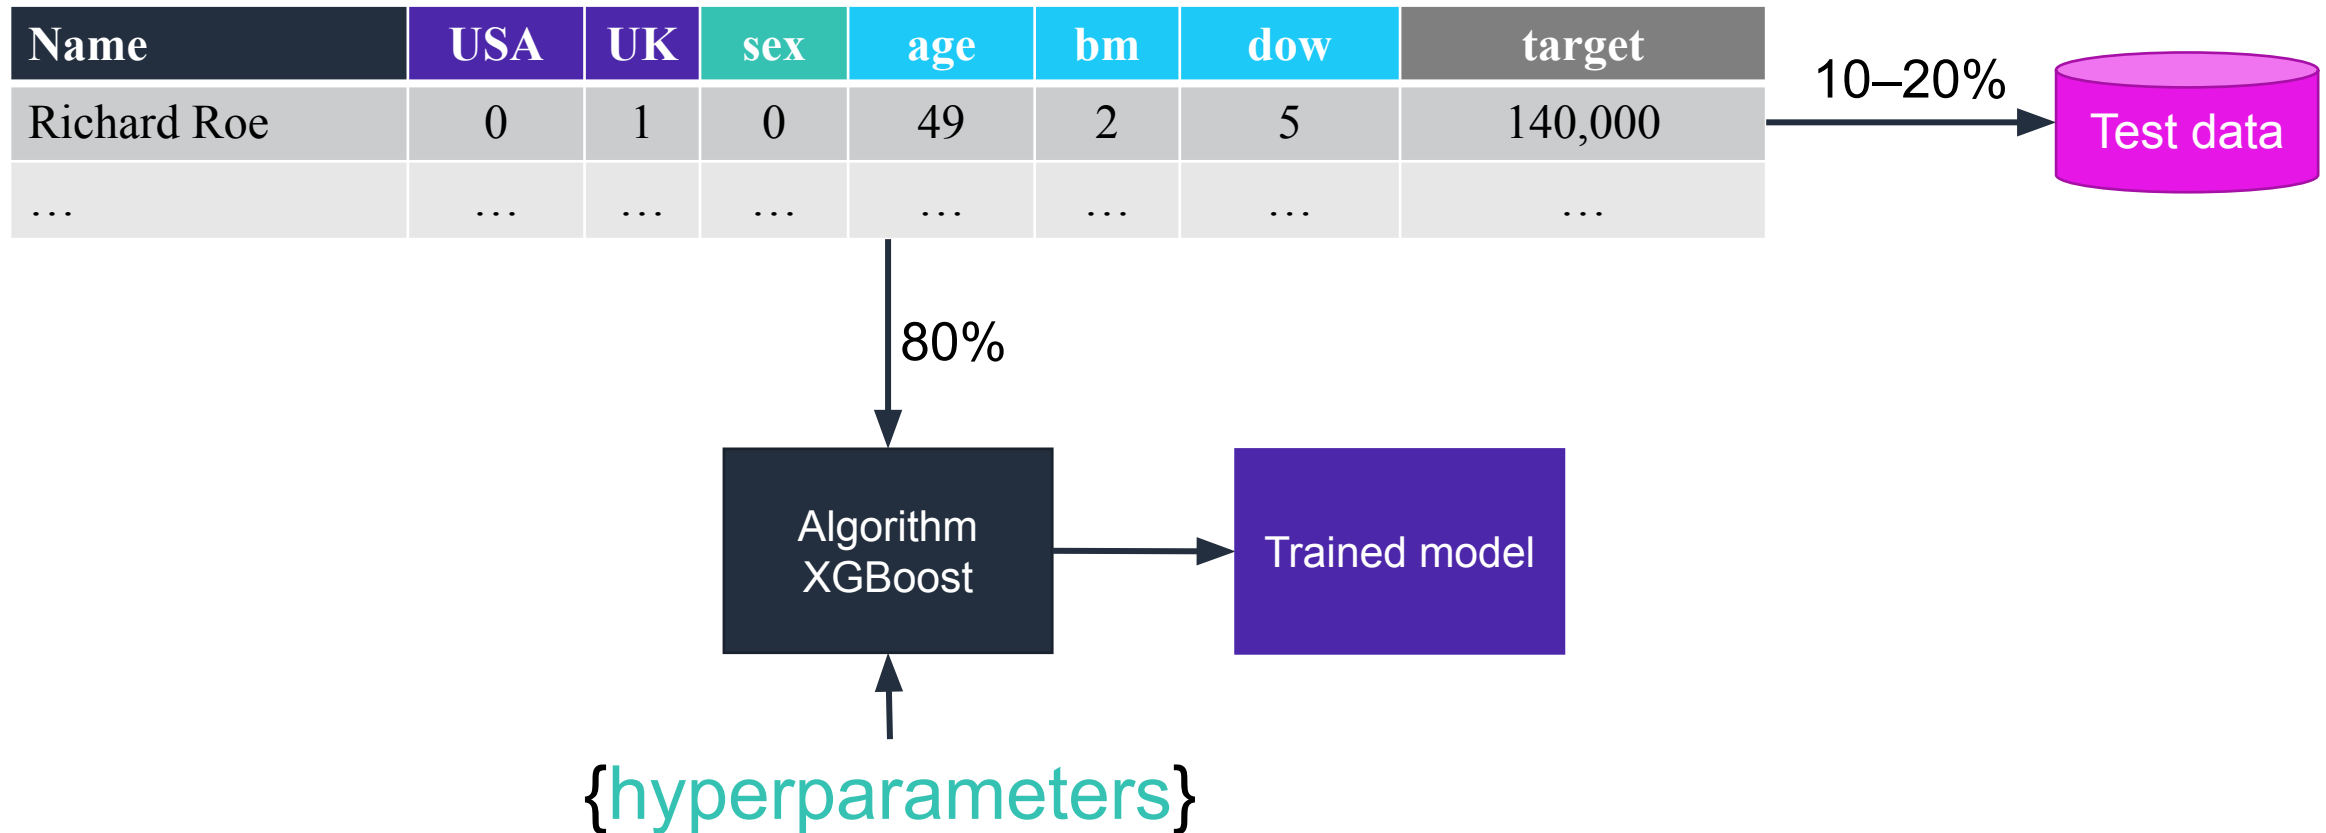 Name USA UK sex age bm dow target
Richard Roe 0 1 0 49 2 5 140,000
… … … … … … … …
10–20%
Test data
80%
Algorithm
XGBoost
Trained model
{hyperparameters}